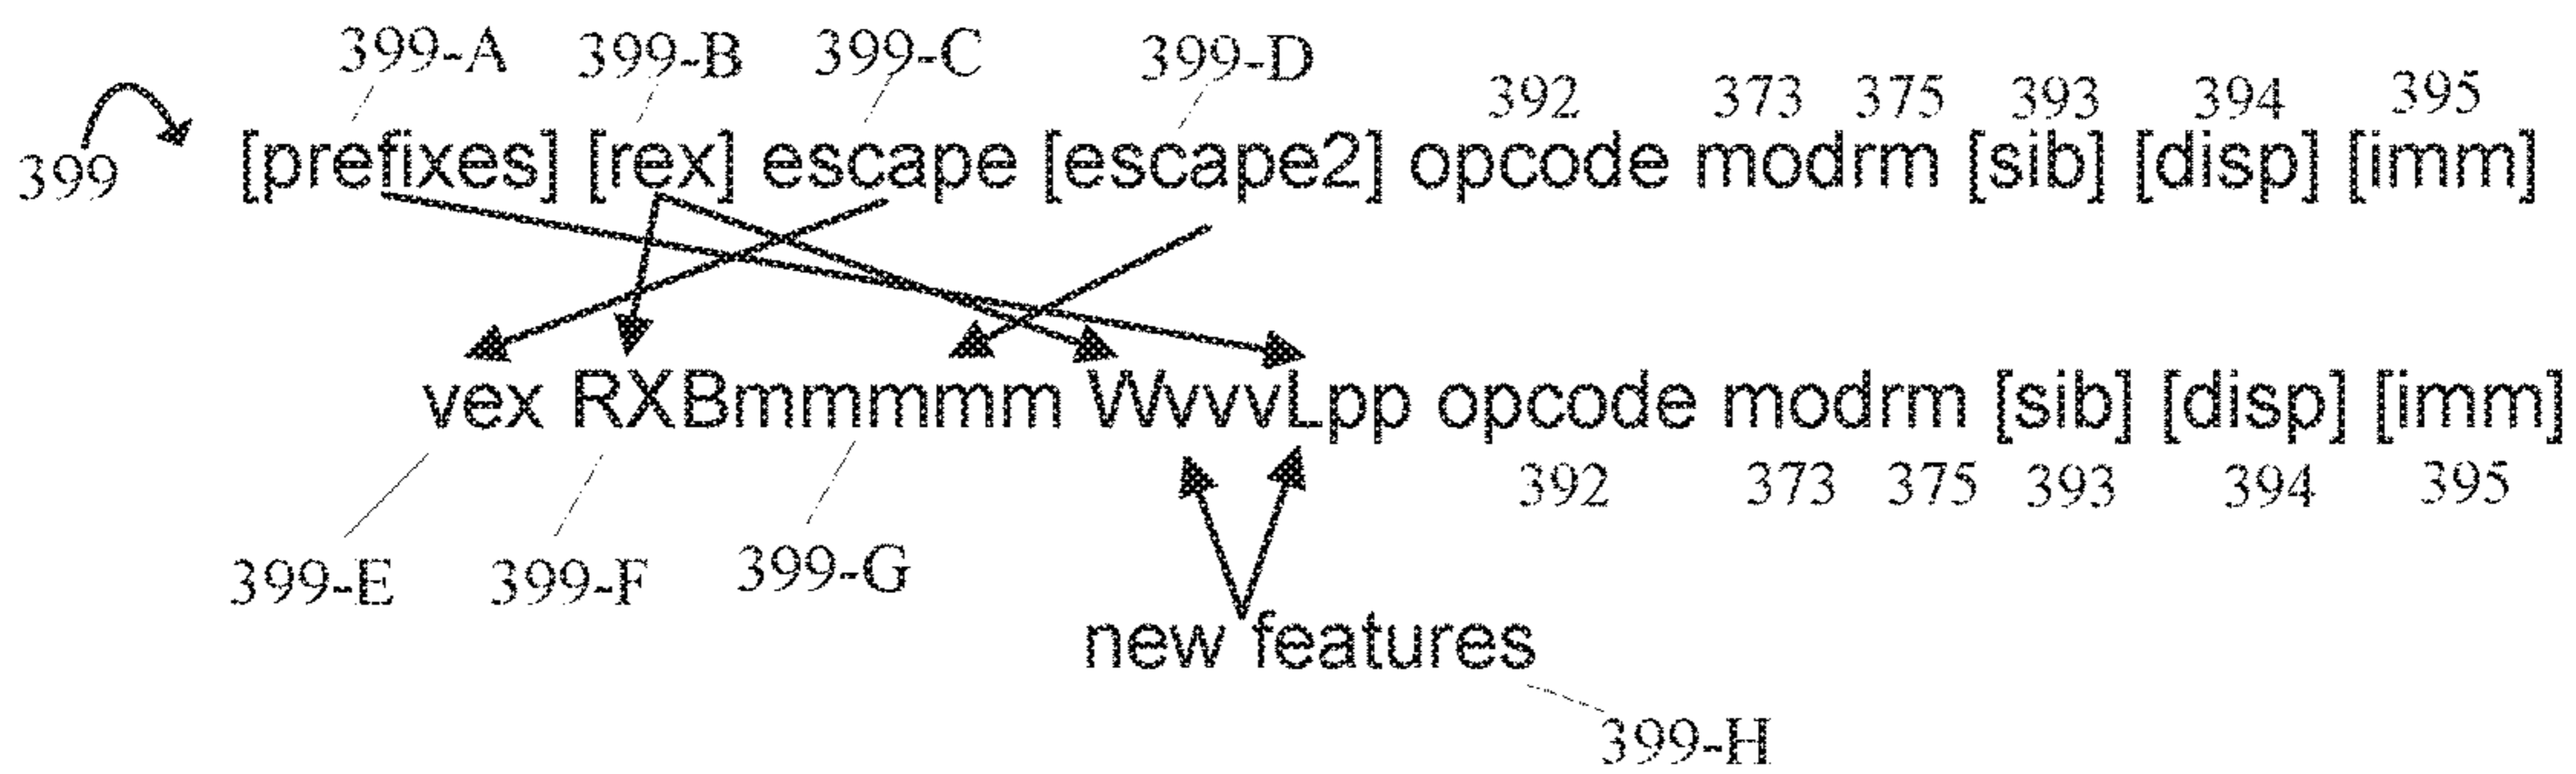 399-A 399-B 399-C 399-D 392 373 375 393 394 395
399 [prefixes] [rex] escape [escape2] opcode modrm [sib] [disp] [imm]
vex RXBmmmmm WvvvLpp opcode modrm [sib] [disp] [imm]
392 373 375 393 394 395
399-E 399-F 399-G
new features
399-H